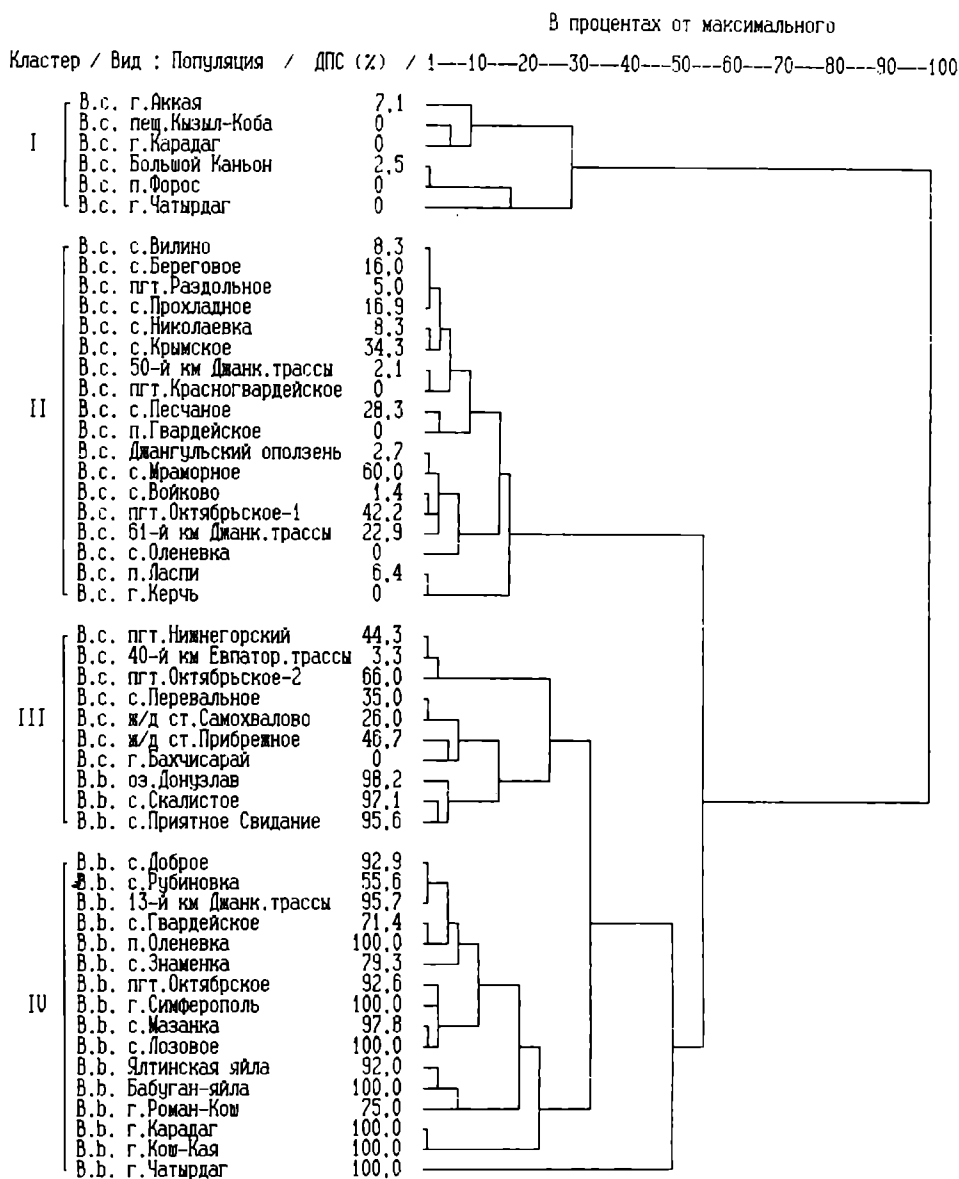 В процентах от максимального
Кластер / Вид : Популяция / ДПС (%) / 1---10---20---30---40---50---60---70---80---90---100
В.с. г.Аккая 7.1
В.с. пещ.Кызыл-Коба 0
I В.с. г.Карадаг 0
В.с. Большой Каньон 2.5
В.с. п.Форос 0
В.с. г.Чатырдаг 0
В.с. с.Вилино 8.3
В.с. с.Береговое 16.0
В.с. пгт.Раздольное 5.0
В.с. с.Прохладное 16.9
В.с. с.Николаевка 8.3
В.с. с.Крымское 34.3
В.с. 50-й км Джанк.трассы 2.1
В.с. пгт.Красногвардейское 0
II В.с. с.Песчаное 28.3
В.с. п.Гвардейское 0
В.с. Джангульский оползень 2.7
В.с. с.Мраморное 60.0
В.с. с.Войково 1.4
В.с. пгт.Октябрьское-1 42.2
В.с. 61-й км Джанк.трассы 22.9
В.с. с.Оленевка 0
В.с. п.Ласпи 6.4
В.с. г.Керчь 0
В.с. пгт.Нижнегорский 44.3
В.с. 40-й км Евпатор.трассы 3.3
В.с. пгт.Октябрьское-2 66.0
В.с. с.Перевальное 35.0
III В.с. ж/д ст.Самохвалово 26.0
В.с. ж/д ст.Прибрежное 46.7
В.с. г.Бахчисарай 0
B.b. оз.Донузлав 98.2
B.b. с.Скалистое 97.1
B.b. с.Приятное Свидание 95.6
B.b. с.Доброе 92.9
B.b. с.Рубиновка 55.6
B.b. 13-й км Джанк.трассы 95.7
B.b. с.Гвардейское 71.4
B.b. п.Оленевка 100.0
B.b. с.Знаменка 79.3
B.b. пгт.Октябрское 92.6
IV B.b. г.Симферополь 100.0
B.b. с.Мазанка 97.8
B.b. с.Лозовое 100.0
B.b. Ялтинская яйла 92.0
B.b. Бабуган-яйла 100.0
B.b. г.Роман-Кош 75.0
B.b. г.Карадаг 100.0
B.b. г.Кош-Кая 100.0
B.b. г.Чатырдаг 100.0